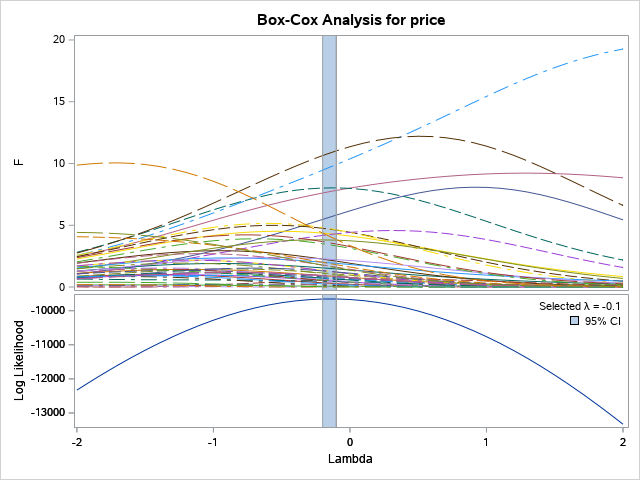 Box-Cox Analysis for price
20
15
10
5
0
F
Selected λ = -0.1
95% CI
-10000
-11000
-12000
-13000
Log Likelihood
-2
-1
0
1
2
Lambda